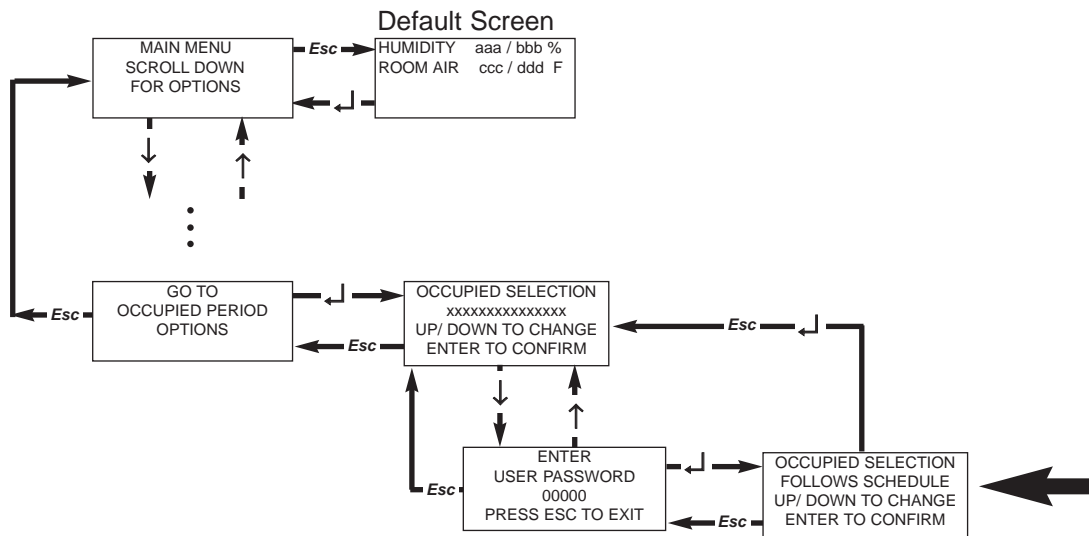 Default Screen
MAIN MENU
SCROLL DOWN
FOR OPTIONS
Esc
HUMIDITY aaa / bbb %
ROOM AIR ccc / ddd F
GO TO
OCCUPIED PERIOD
OPTIONS
Esc
Esc
OCCUPIED SELECTION
xxxxxxxxxxxxxxx
UP/ DOWN TO CHANGE
ENTER TO CONFIRM
Esc
Esc
ENTER
USER PASSWORD
00000
PRESS ESC TO EXIT
Esc
OCCUPIED SELECTION
FOLLOWS SCHEDULE
UP/ DOWN TO CHANGE
ENTER TO CONFIRM